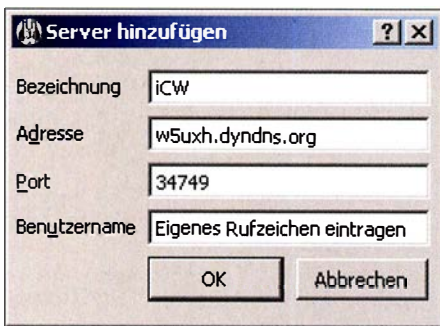 Server hinzufügen ? ×
Bezeichnung iCW
Adresse w5uxh.dyndns.org
Port 34749
Benutzername Eigenes Rufzeichen eintragen
OK Abbrechen